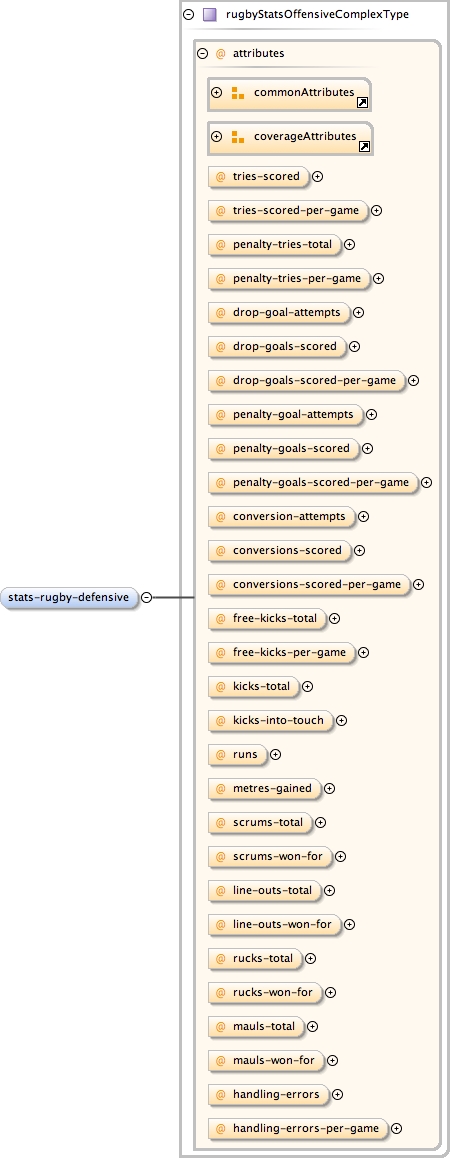 rugbyStatsOffensiveComplexType
@ attributes
commonAttributes
coverageAttributes
@ tries-scored
@ tries-scored-per-game
@ penalty-tries-total
@ penalty-tries-per-game
@ drop-goal-attempts
@ drop-goals-scored
@ drop-goals-scored-per-game
@ penalty-goal-attempts
@ penalty-goals-scored
@ penalty-goals-scored-per-game
@ conversion-attempts
@ conversions-scored
@ conversions-scored-per-game
stats-rugby-defensive
@ free-kicks-total
@ free-kicks-per-game
@ kicks-total
@ kicks-into-touch
@ runs
@ metres-gained
@ scrums-total
@ scrums-won-for
@ line-outs-total
@ line-outs-won-for
@ rucks-total
@ rucks-won-for
@ mauls-total
@ mauls-won-for
@ handling-errors
@ handling-errors-per-game